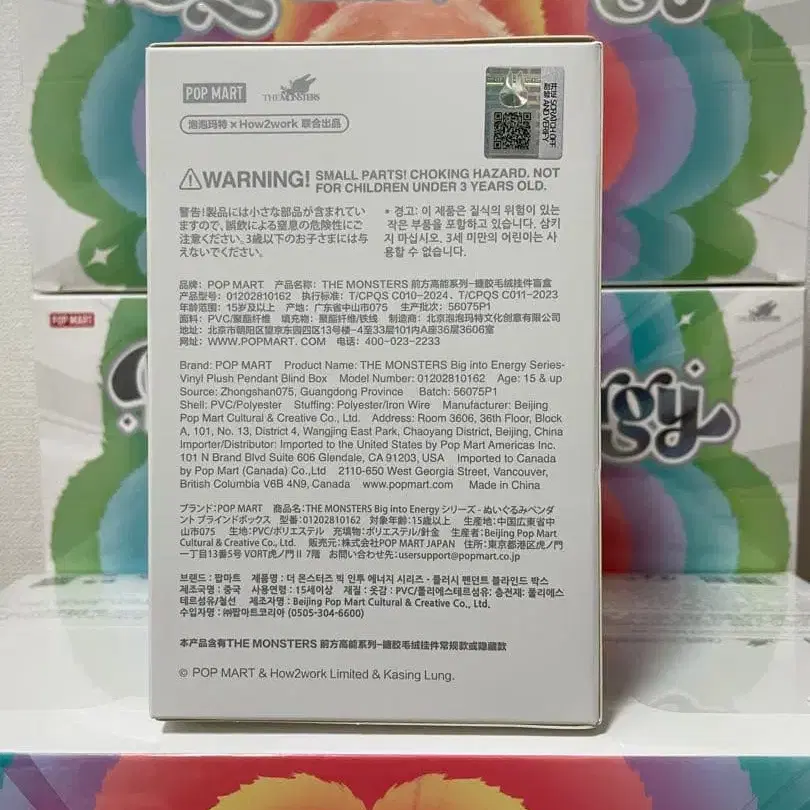 POP MART THEMONSTERS
泡泡玛特 × How2work 联合出品
SCRATCH OFF
AND VERIFY
WARNING! SMALL PARTS! CHOKING HAZARD. NOT
FOR CHILDREN UNDER 3 YEARS OLD.
警告!製品には小さな部品が含まれていますので、誤飲による窒息の危険性に
ご注意ください。3歳以下のお子さまには与
えないでください。
* 경고: 이 제품은 질식의 위험이 있는
작은 부품을 포함하고 있습니다. 삼키
지 마십시오. 3세 미만의 어린이는 사
용할 수 없습니다.
品牌：POP MART 产品名称：THE MONSTERS 前方高能系列-搪胶毛绒挂件盲盒
产品型号：01202810162 执行标准：T/CPQS C010-2024、T/CPQS C011-2023
年龄范围：15岁及以上 产地：广东省中山市075 生产批次：56075P1
面料：PVC/聚酯纤维 填充物：聚酯纤维/铁线 制造商：北京泡泡玛特文化创意有限公司
地址：北京市朝阳区望京东园四区13号楼-4至33层101内A座36层3606室
网址：WWW.POPMART.COM 电话：400-023-2233
Brand: POP MART Product Name: THE MONSTERS Big into Energy Series-
Vinyl Plush Pendant Blind Box Model Number: 01202810162 Age: 15 & up
Source: Zhongshan075, Guangdong Province Batch: 56075P1
Shell: PVC/Polyester Stuffing: Polyester/Iron Wire Manufacturer: Beijing
Pop Mart Cultural & Creative Co., Ltd. Address: Room 3606, 36th Floor, Block
A, 101, No. 13, District 4, Wangjing East Park, Chaoyang District, Beijing, China
Importer/Distributor: Imported to the United States by Pop Mart Americas Inc.
101 N Brand Blvd Suite 606 Glendale, CA 91203, USA Imported to Canada
by Pop Mart (Canada) Co.,Ltd 2110-650 West Georgia Street, Vancouver,
British Columbia V6B 4N9, Canada www.popmart.com Made in China
ブランド：POP MART 商品名：THE MONSTERS Big into Energy シリーズ - ぬいぐるみペンダ
ント ブラインドボックス 型番：01202810162 対象年齢：15歳以上 生産地：中国広東省中
山市075 生地：PVC/ポリエステル 充填物：ポリエステル/針金 生産者：Beijing Pop Mart
Cultural & Creative Co., Ltd. 販売元：株式会社POP MART JAPAN 住所：東京都港区虎ノ門
一丁目13番5号 VORT虎ノ門II 7階 お問い合わせ先：usersupport@popmart.co.jp
브랜드 : 팝마트 제품명 : 더 몬스터즈 빅 인투 에너지 시리즈 - 플러시 펜던트 블라인드 박스
제조국명 : 중국 사용연령 : 15세이상 재질 : 옷감 : PVC/폴리에스테르섬유: 충전재: 폴리에스
테르섬유/철선 제조자명 : Beijing Pop Mart Cultural & Creative Co., Ltd.
수입자명 : ㈜팝마트코리아 (0505-304-6600)
本产品含有THE MONSTERS 前方高能系列-搪胶毛绒挂件常规款或隐藏款
© POP MART & How2work Limited & Kasing Lung.
POP MART